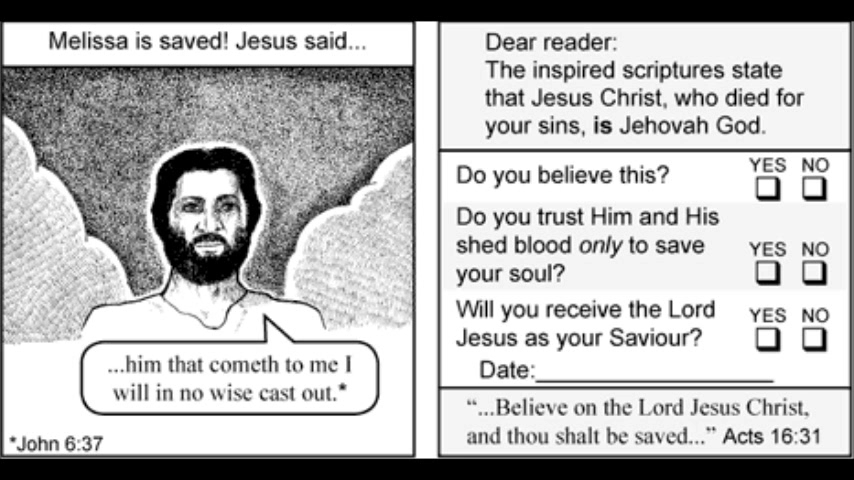 Melissa is saved! Jesus said...
...him that cometh to me I
will in no wise cast out.*
*John 6:37
Dear reader:
The inspired scriptures state
that Jesus Christ, who died for
your sins, is Jehovah God.
Do you believe this?
YES NO
Do you trust Him and His
shed blood only to save
your soul?
YES NO
Will you receive the Lord
Jesus as your Saviour?
YES NO
Date:____________________
“...Believe on the Lord Jesus Christ,
and thou shalt be saved...” Acts 16:31